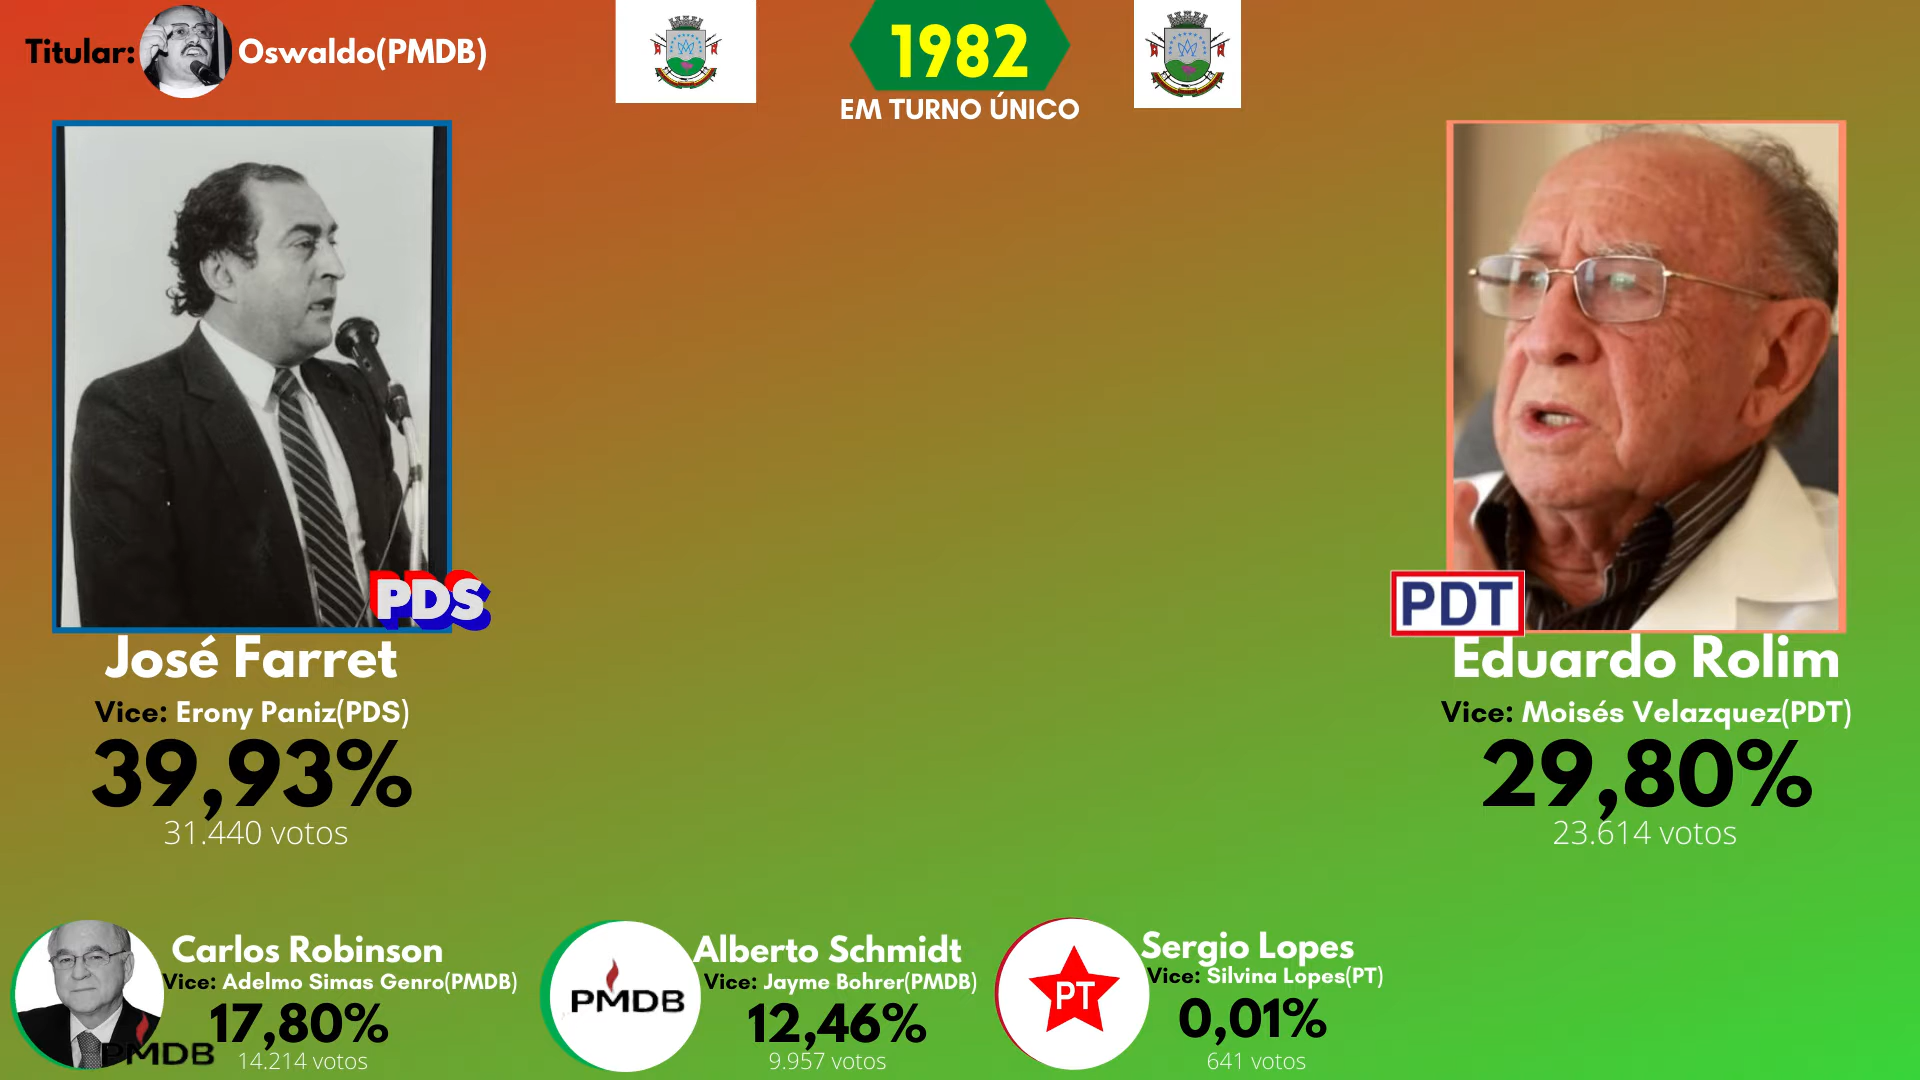 Titular: Oswaldo(PMDB)
1982
EM TURNO ÚNICO
PDS
José Farret
Vice: Erony Paniz(PDS)
39,93%
31.440 votos
PDT
Eduardo Rolim
Vice: Moisés Velazquez(PDT)
29,80%
23.614 votos
Carlos Robinson
Vice: Adelmo Simas Genro(PMDB)
17,80%
PMDB
14.214 votos
PMDB
Alberto Schmidt
Vice: Jayme Bohrer(PMDB)
12,46%
9.957 votos
PT
Sergio Lopes
Vice: Silvina Lopes(PT)
0,01%
641 votos